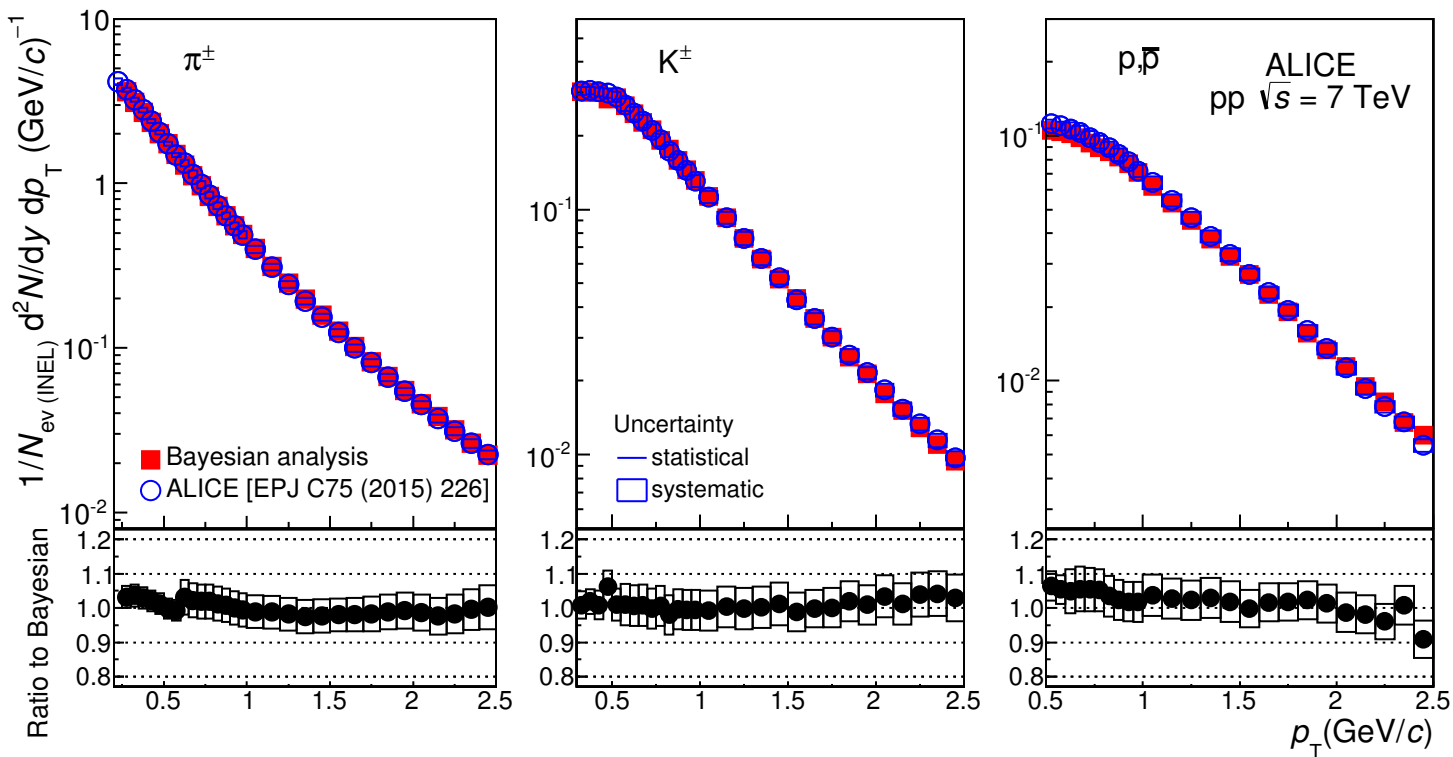 1/N_ev (INEL) d²N/dy dp_T (GeV/c)⁻¹
10
1
10⁻¹
10⁻²
π±
Bayesian analysis
ALICE [EPJ C75 (2015) 226]
K±
10⁻¹
10⁻²
Uncertainty
statistical
systematic
p,p̅
ALICE
pp √s = 7 TeV
10⁻¹
10⁻²
Ratio to Bayesian
1.2
1.1
1.0
0.9
0.8
0.5 1 1.5 2 2.5
1.2
1.1
1.0
0.9
0.8
0.5 1 1.5 2 2.5
1.2
1.1
1.0
0.9
0.8
0.5 1 1.5 2 2.5
p_T(GeV/c)